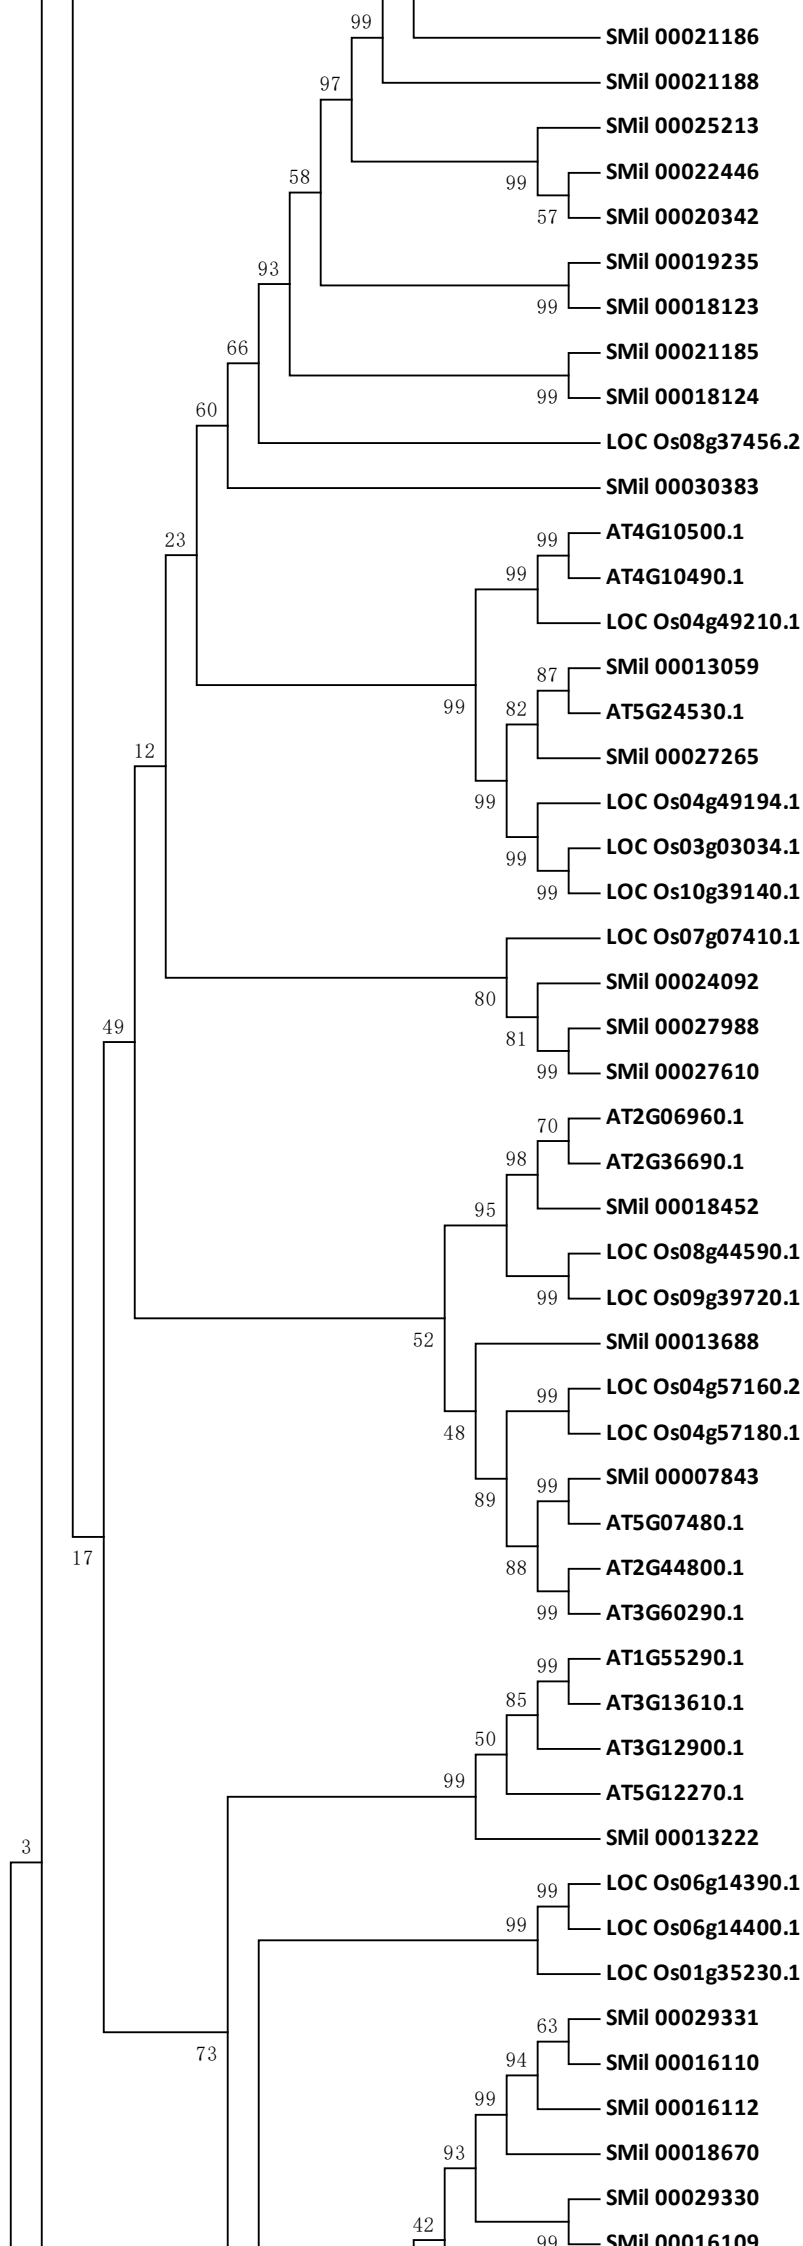 99
SMil 00021186
SMil 00021188
97
SMil 00025213
SMil 00022446
99
58
57
SMil 00020342
SMil 00019235
93
99
SMil 00018123
66
SMil 00021185
99
SMil 00018124
60
LOC Os08g37456.2
SMil 00030383
23
99
AT4G10500.1
99
AT4G10490.1
LOC Os04g49210.1
87
SMil 00013059
99
82
AT5G24530.1
12
SMil 00027265
99
LOC Os04g49194.1
99
LOC Os03g03034.1
99
LOC Os10g39140.1
LOC Os07g07410.1
80
SMil 00024092
49
81
SMil 00027988
99
SMil 00027610
70
AT2G06960.1
98
AT2G36690.1
95
SMil 00018452
LOC Os08g44590.1
99
LOC Os09g39720.1
52
SMil 00013688
99
LOC Os04g57160.2
48
LOC Os04g57180.1
99
SMil 00007843
89
AT5G07480.1
17
88
AT2G44800.1
99
AT3G60290.1
99
AT1G55290.1
85
AT3G13610.1
50
AT3G12900.1
99
AT5G12270.1
3
SMil 00013222
99
LOC Os06g14390.1
99
LOC Os06g14400.1
LOC Os01g35230.1
63
SMil 00029331
73
94
SMil 00016110
99
SMil 00016112
93
SMil 00018670
42
SMil 00029330
99
SMil 00016109